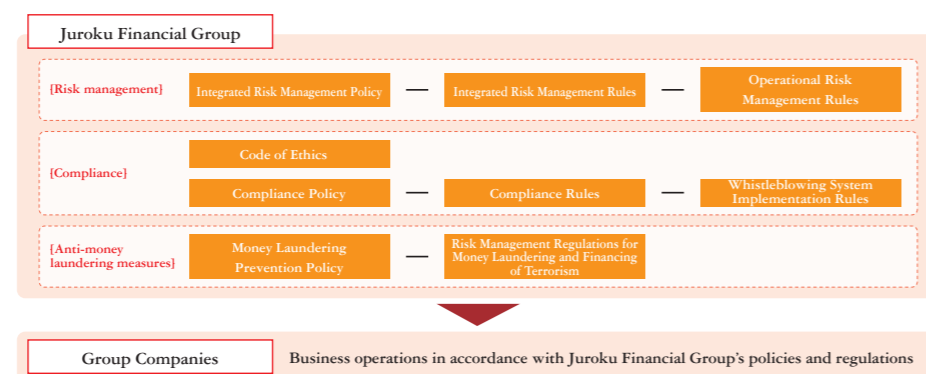 Juroku Financial Group
{Risk management}
Integrated Risk Management Policy
Integrated Risk Management Rules
Operational Risk
Management Rules
{Compliance}
Code of Ethics
Compliance Policy
Compliance Rules
Whistleblowing System
Implementation Rules
{Anti-money
laundering measures}
Money Laundering
Prevention Policy
Risk Management Regulations for
Money Laundering and Financing
of Terrorism
Group Companies
Business operations in accordance with Juroku Financial Group's policies and regulations